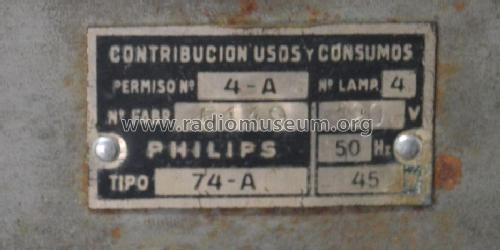 CONTRIBUCION USOS Y CONSUMOS
PERMISO Nº 4-A Nº LAMP. 4
Nº FABR. V
www.radiomuseum.org
PHILIPS 50 Hz
TIPO 74-A 45